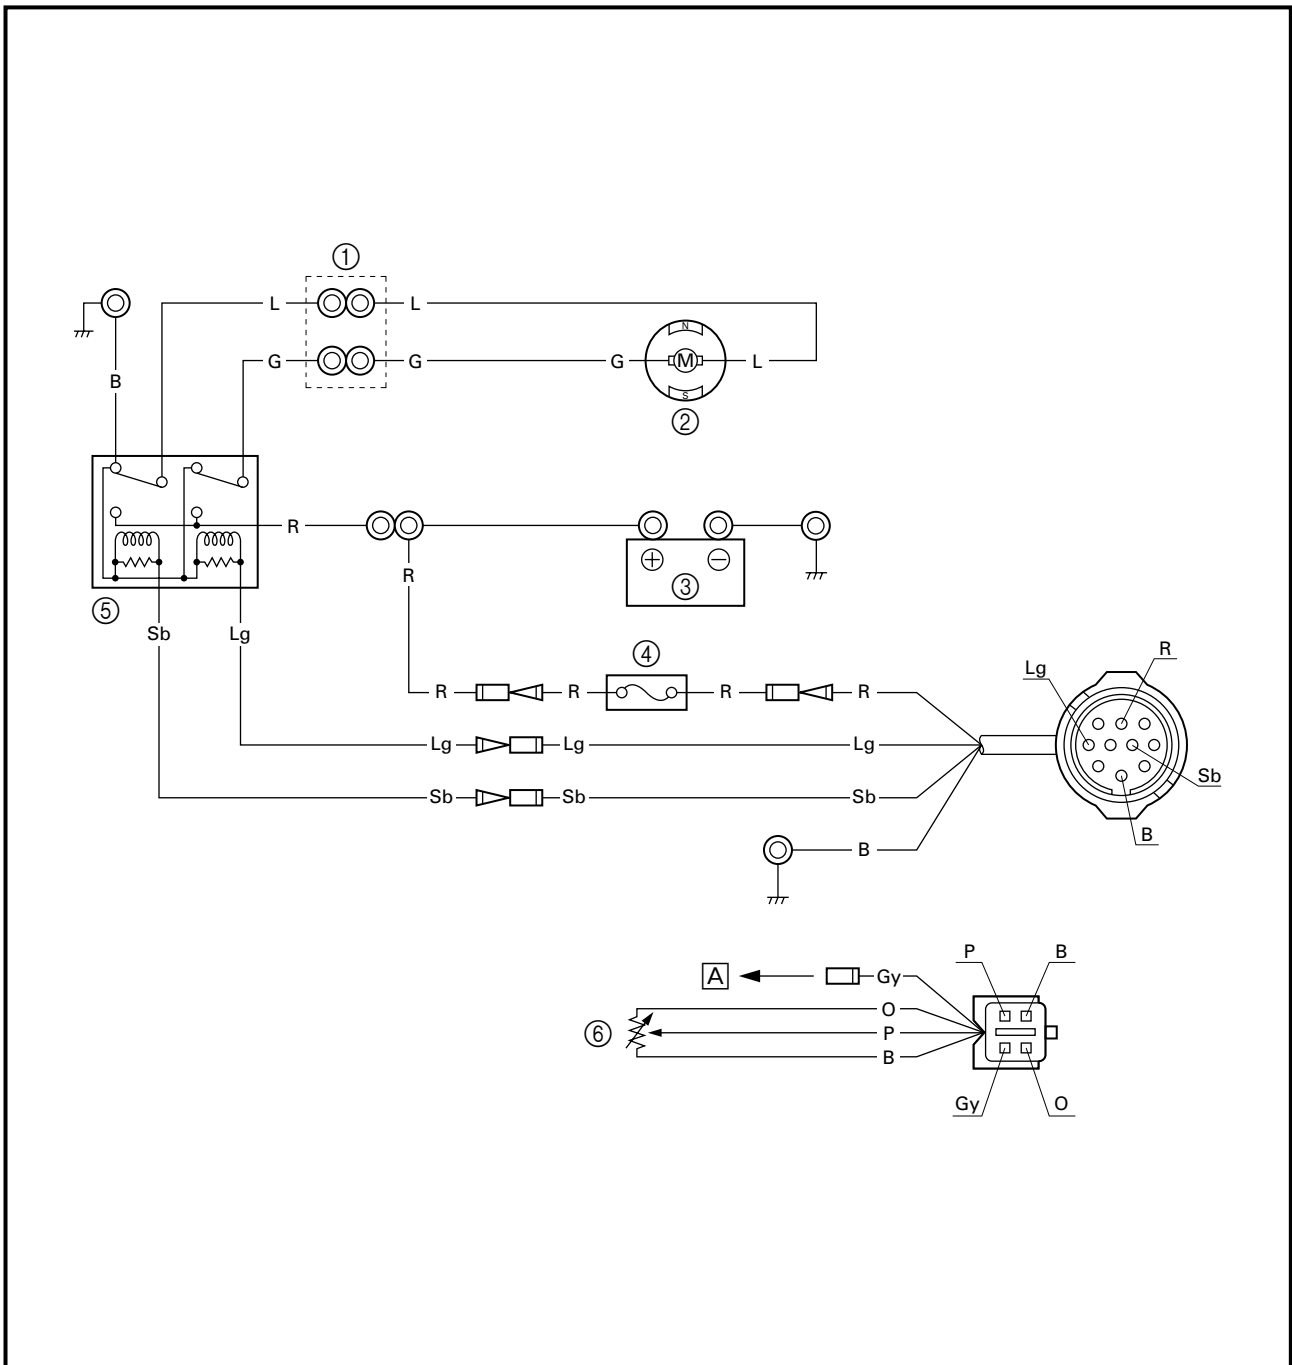 ①
L L
N
G G G M L
B
S
②
R
R
+ −
③
⑤
Sb Lg
④
R
Lg
R R R R
Lg Lg Lg
Sb
Sb Sb Sb
B
B
P B
A Gy
O
⑥ P
B
Gy O